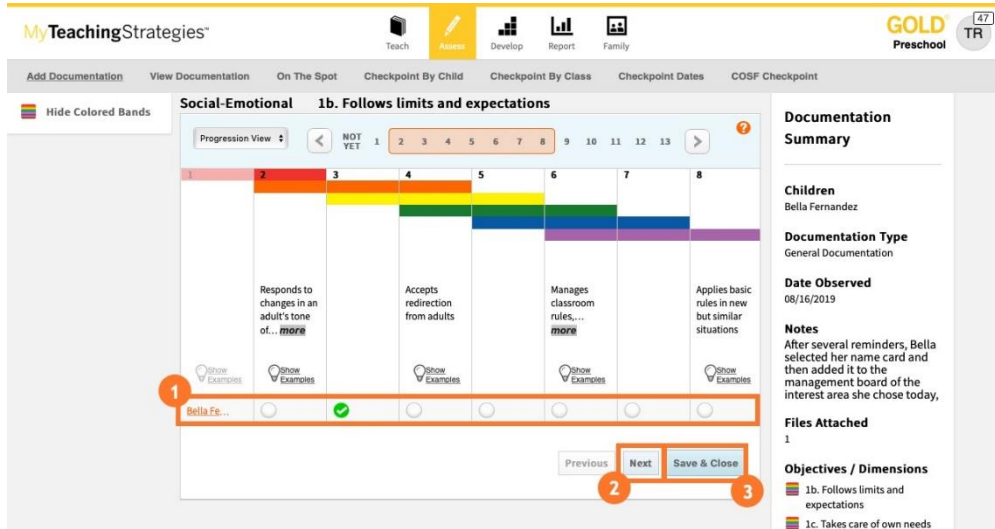 MyTeachingStrategies™
Teach
Assess
Develop
Report
Family
GOLD®
Preschool
47
TR
Add Documentation View Documentation On The Spot Checkpoint By Child Checkpoint By Class Checkpoint Dates COSF Checkpoint
Hide Colored Bands
Social-Emotional 1b. Follows limits and expectations
Progression View
NOT YET 1 2 3 4 5 6 7 8 9 10 11 12 13
?
1 2 3 4 5 6 7 8
Responds to
changes in an
adult's tone
of... more
Accepts
redirection
from adults
Manages
classroom
rules,...
more
Applies basic
rules in new
but similar
situations
Show Examples
Show Examples
Show Examples
Show Examples
Show Examples
1
Bella Fe...
Previous Next Save & Close
2
3
Documentation
Summary
Children
Bella Fernandez
Documentation Type
General Documentation
Date Observed
08/16/2019
Notes
After several reminders, Bella
selected her name card and
then added it to the
management board of the
interest area she chose today,
Files Attached
1
Objectives / Dimensions
1b. Follows limits and
expectations
1c. Takes care of own needs